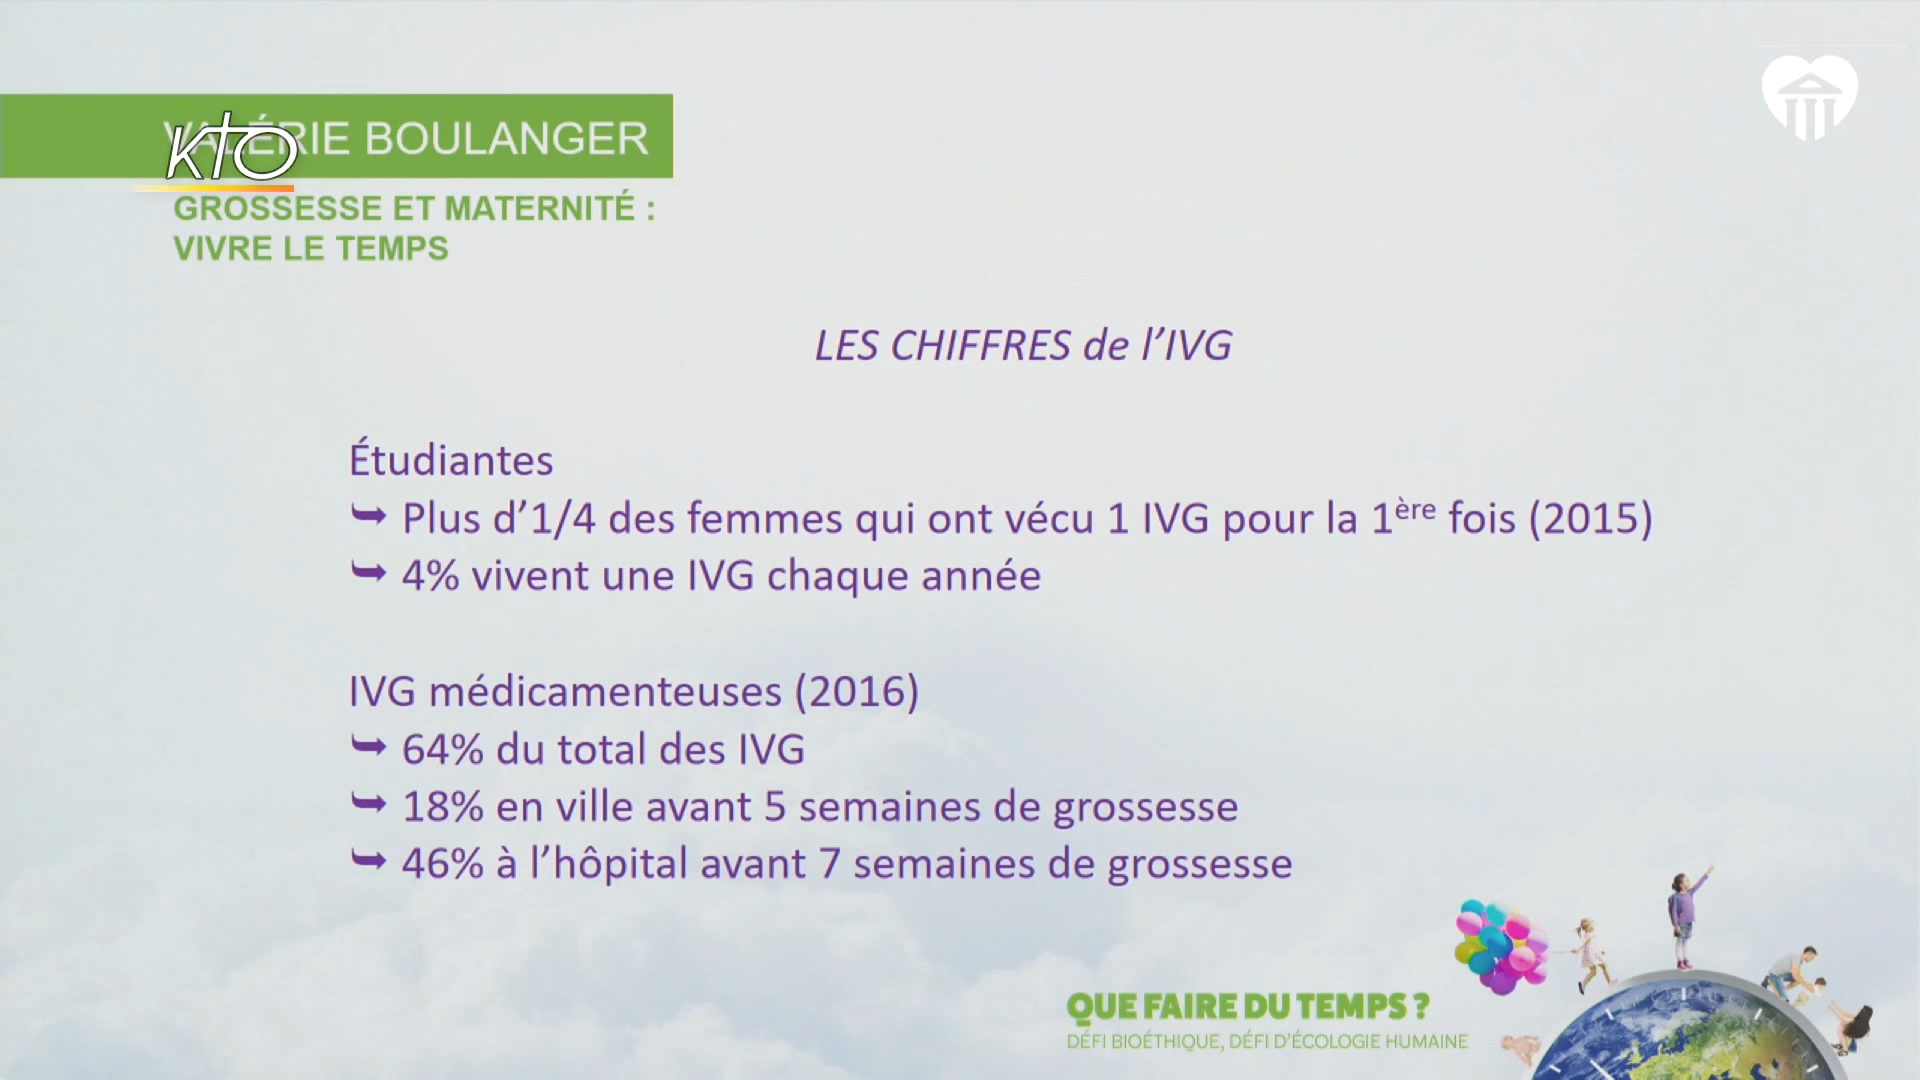 VALÉRIE BOULANGER
KTO
GROSSESSE ET MATERNITÉ :
VIVRE LE TEMPS
LES CHIFFRES de l’IVG
Étudiantes
➥ Plus d’1/4 des femmes qui ont vécu 1 IVG pour la 1ère fois (2015)
➥ 4% vivent une IVG chaque année
IVG médicamenteuses (2016)
➥ 64% du total des IVG
➥ 18% en ville avant 5 semaines de grossesse
➥ 46% à l’hôpital avant 7 semaines de grossesse
QUE FAIRE DU TEMPS ?
DÉFI BIOÉTHIQUE, DÉFI D’ÉCOLOGIE HUMAINE